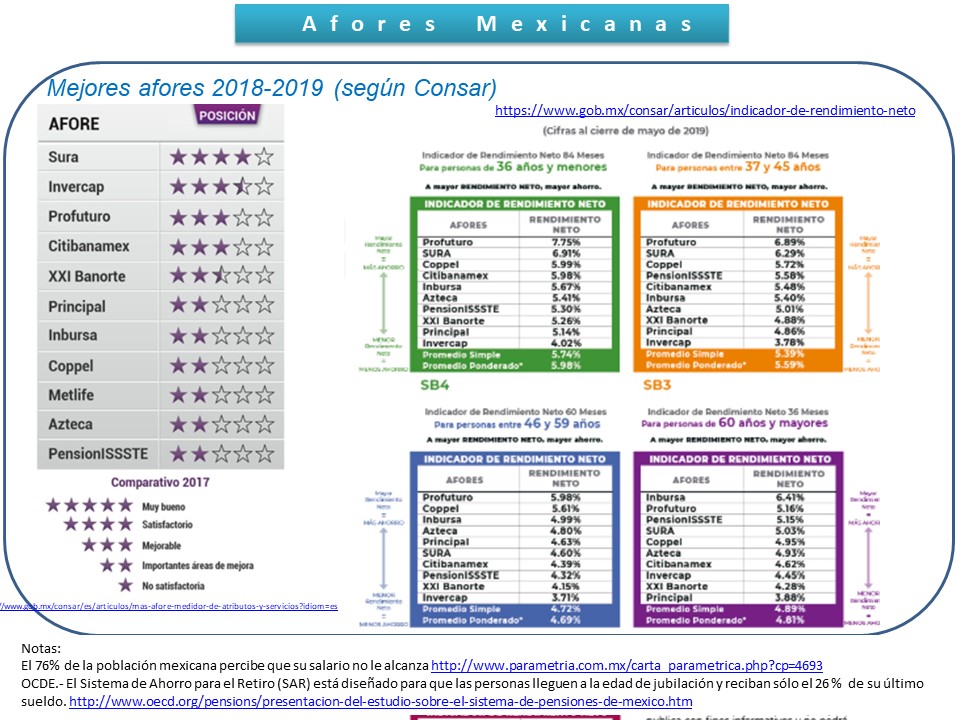 Afores Mexicanas
Mejores afores 2018-2019 (según Consar)
https://www.gob.mx/consar/articulos/indicador-de-rendimiento-neto
(Cifras al cierre de mayo de 2019)
AFORE POSICIÓN
Sura
Invercap
Profuturo
Citibanamex
XXI Banorte
Principal
Inbursa
Coppel
Metlife
Azteca
PensionISSSTE
Comparativo 2017
Muy bueno
Satisfactorio
Mejorable
Importantes áreas de mejora
No satisfactoria
//www.gob.mx/consar/es/articulos/mas-afore-medidor-de-atributos-y-servicios?idiom=es
Indicador de Rendimiento Neto 84 Meses
Para personas de 36 años y menores
A mayor RENDIMIENTO NETO, mayor ahorro.
INDICADOR DE RENDIMIENTO NETO
AFORES RENDIMIENTO NETO
Profuturo 7.75%
SURA 6.91%
Coppel 5.99%
Citibanamex 5.98%
Inbursa 5.67%
Azteca 5.41%
PensionISSSTE 5.30%
XXI Banorte 5.26%
Principal 5.14%
Invercap 4.02%
Promedio Simple 5.74%
Promedio Ponderado* 5.98%
Mayor Rendimiento Neto = MÁS AHORRO
MENOR Rendimiento Neto = MENOS AHORRO
SB4
Indicador de Rendimiento Neto 84 Meses
Para personas entre 37 y 45 años
A mayor RENDIMIENTO NETO, mayor ahorro.
INDICADOR DE RENDIMIENTO NETO
AFORES RENDIMIENTO NETO
Profuturo 6.89%
SURA 6.29%
Coppel 5.72%
PensionISSSTE 5.58%
Citibanamex 5.48%
Inbursa 5.40%
Azteca 5.01%
XXI Banorte 4.88%
Principal 4.86%
Invercap 3.78%
Promedio Simple 5.39%
Promedio Ponderado* 5.59%
SB3
Indicador de Rendimiento Neto 60 Meses
Para personas entre 46 y 59 años
A mayor RENDIMIENTO NETO, mayor ahorro.
INDICADOR DE RENDIMIENTO NETO
AFORES RENDIMIENTO NETO
Profuturo 5.98%
Coppel 5.61%
Inbursa 4.99%
Azteca 4.80%
Principal 4.63%
SURA 4.60%
Citibanamex 4.39%
PensionISSSTE 4.32%
XXI Banorte 4.15%
Invercap 3.71%
Promedio Simple 4.72%
Promedio Ponderado* 4.69%
Indicador de Rendimiento Neto 36 Meses
Para personas de 60 años y mayores
A mayor RENDIMIENTO NETO, mayor ahorro.
INDICADOR DE RENDIMIENTO NETO
AFORES RENDIMIENTO NETO
Inbursa 6.41%
Profuturo 5.16%
PensionISSSTE 5.15%
SURA 5.03%
Coppel 4.95%
Azteca 4.93%
Citibanamex 4.62%
Invercap 4.45%
XXI Banorte 4.28%
Principal 3.88%
Promedio Simple 4.89%
Promedio Ponderado* 4.81%
Notas:
El 76% de la población mexicana percibe que su salario no le alcanza http://www.parametria.com.mx/carta_parametrica.php?cp=4693
OCDE.- El Sistema de Ahorro para el Retiro (SAR) está diseñado para que las personas lleguen a la edad de jubilación y reciban sólo el 26 % de su último
sueldo. http://www.oecd.org/pensions/presentacion-del-estudio-sobre-el-sistema-de-pensiones-de-mexico.htm